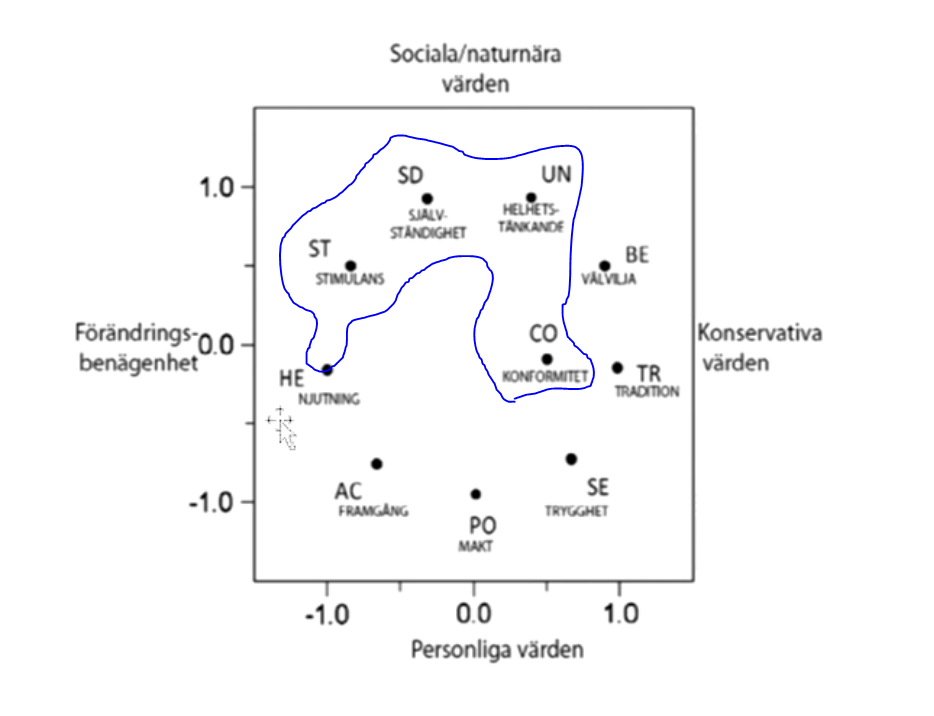 Sociala/naturnära
värden
SD
UN
1.0
SJÄLV-
STÄNDIGHET
HELHETS-
TÄNKANDE
ST
STIMULANS
BE
VÄLVILJA
Förändrings-
benägenhet
0.0
CO
KONFORMITET
Konservativa
värden
HE
NJUTNING
TR
TRADITION
AC
FRAMGÅNG
SE
TRYGGHET
-1.0
PO
MAKT
-1.0
0.0
1.0
Personliga värden